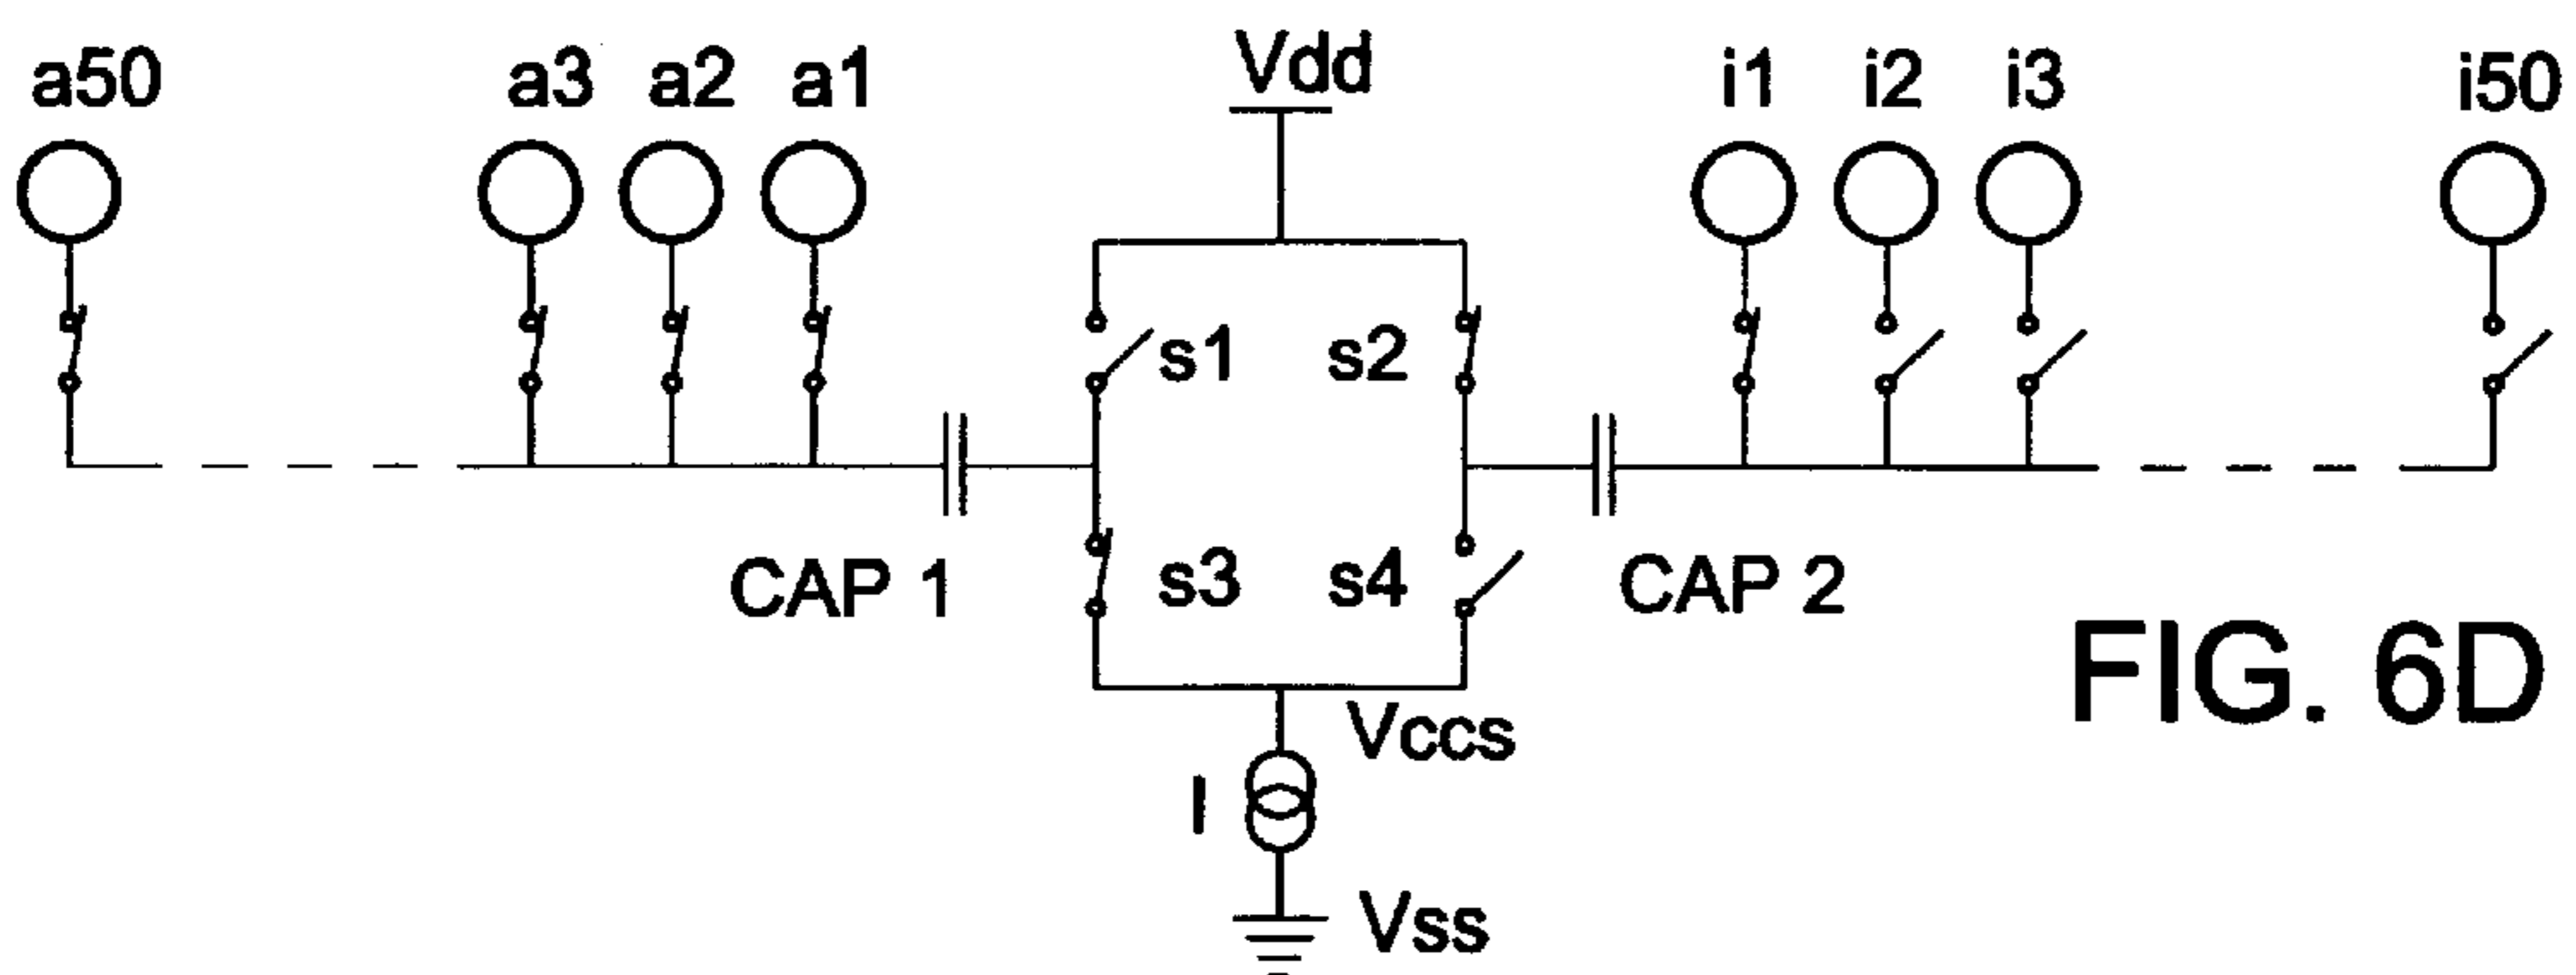 a50 a3 a2 a1 Vdd i1 i2 i3 i50
s1 s2
CAP 1 s3 s4 CAP 2
FIG. 6D
Vccs
I
Vss